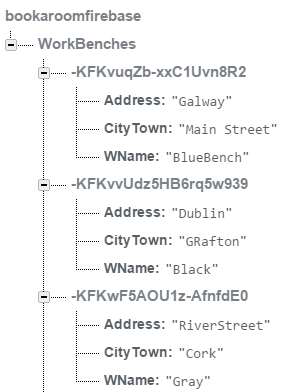 bookaroomfirebase
WorkBenches
-KFKvuqZb-xxC1Uvn8R2
Address: "Galway"
CityTown: "Main Street"
WName: "BlueBench"
-KFKvvUdz5HB6rq5w939
Address: "Dublin"
CityTown: "GRafton"
WName: "Black"
-KFKwF5AOU1z-AfnfdE0
Address: "RiverStreet"
CityTown: "Cork"
WName: "Gray"